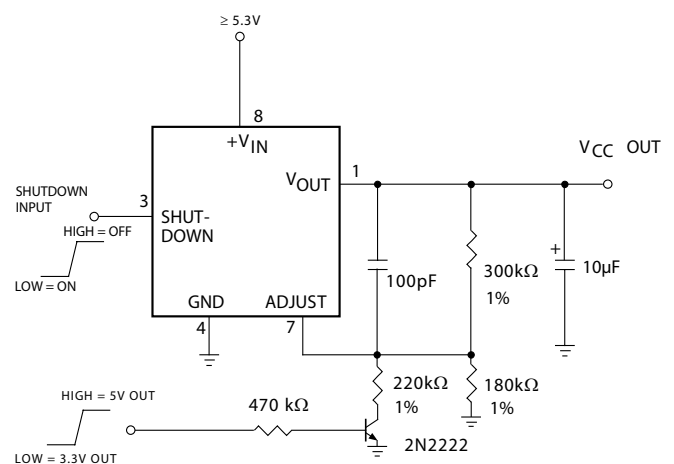 ≥ 5.3V
8
+VIN
VCC OUT
1
VOUT
SHUTDOWN
INPUT
3
SHUT-
DOWN
HIGH = OFF
LOW = ON
+
100pF
300kΩ
1%
10µF
GND
ADJUST
4
7
220kΩ
1%
180kΩ
1%
HIGH = 5V OUT
470 kΩ
2N2222
LOW = 3.3V OUT